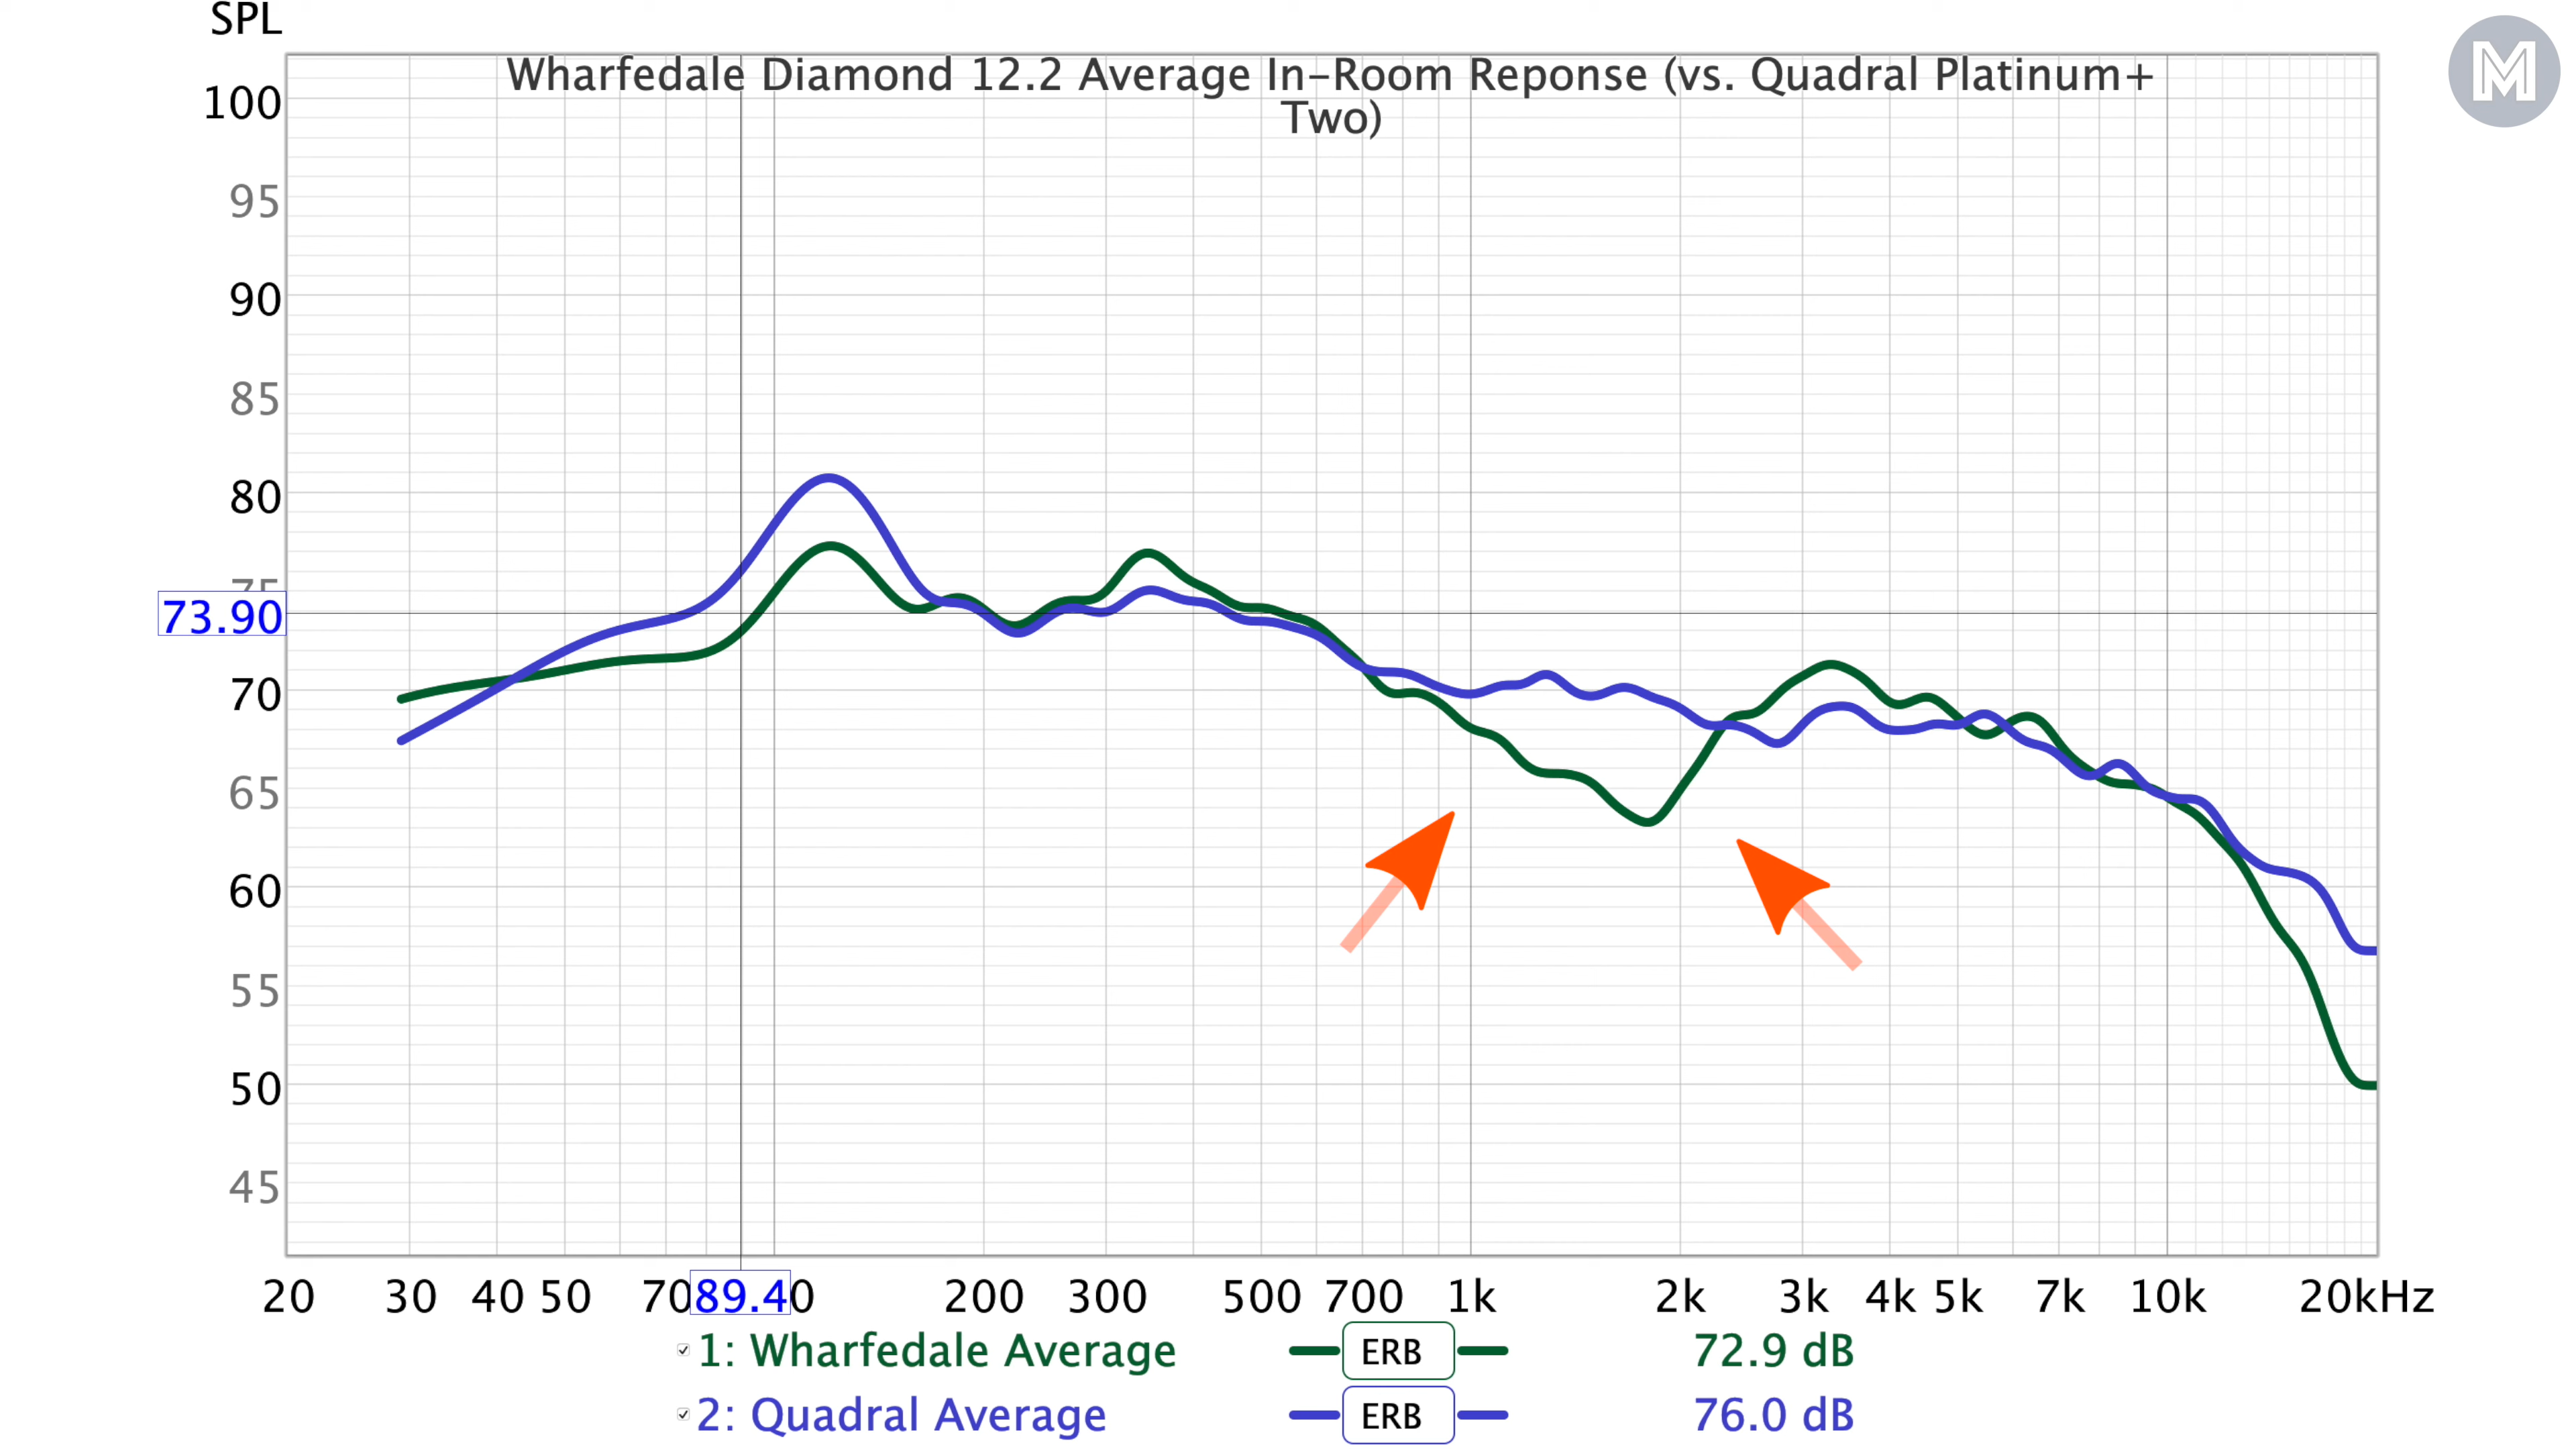 SPL
Wharfedale Diamond 12.2 Average In-Room Reponse (vs. Quadral Platinum+
Two)
M
100
95
90
85
80
75
73.90
70
65
60
55
50
45
20 30 40 50 70 89.4 0 200 300 500 700 1k 2k 3k 4k 5k 7k 10k 20kHz
1: Wharfedale Average ERB 72.9 dB
2: Quadral Average ERB 76.0 dB